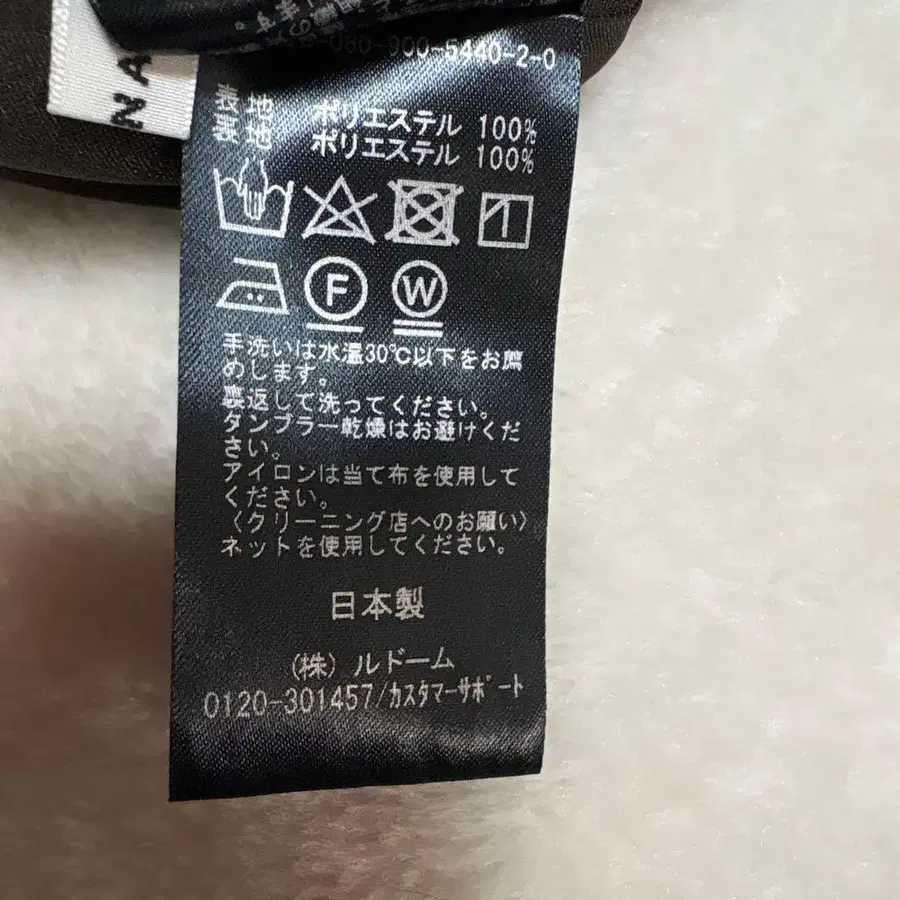 NA
060-900-5440-2-0
表地 ポリエステル 100%
裏地 ポリエステル 100%
F W
手洗いは水温30℃以下をお薦
めします。
裏返して洗ってください。
タンブラー乾燥はお避けくだ
さい。
アイロンは当て布を使用して
ください。
〈クリーニング店へのお願い〉
ネットを使用してください。
日本製
(株) ルドーム
0120-301457/カスタマーサポート